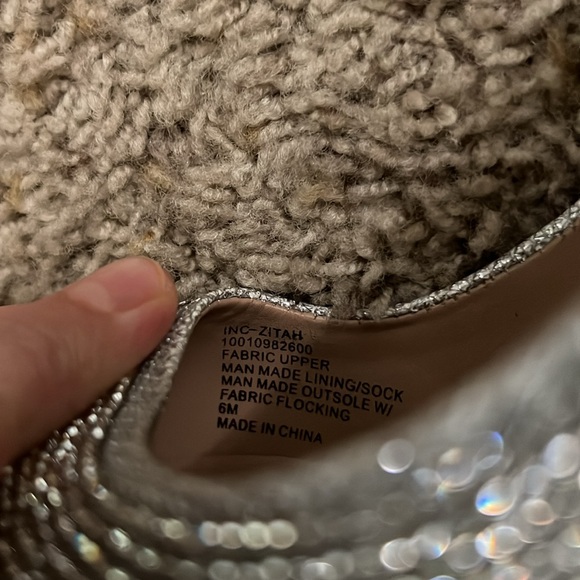 INC-ZITAH
10010982600
FABRIC UPPER
MAN MADE LINING/SOCK
MAN MADE OUTSOLE W/
FABRIC FLOCKING
6M
MADE IN CHINA